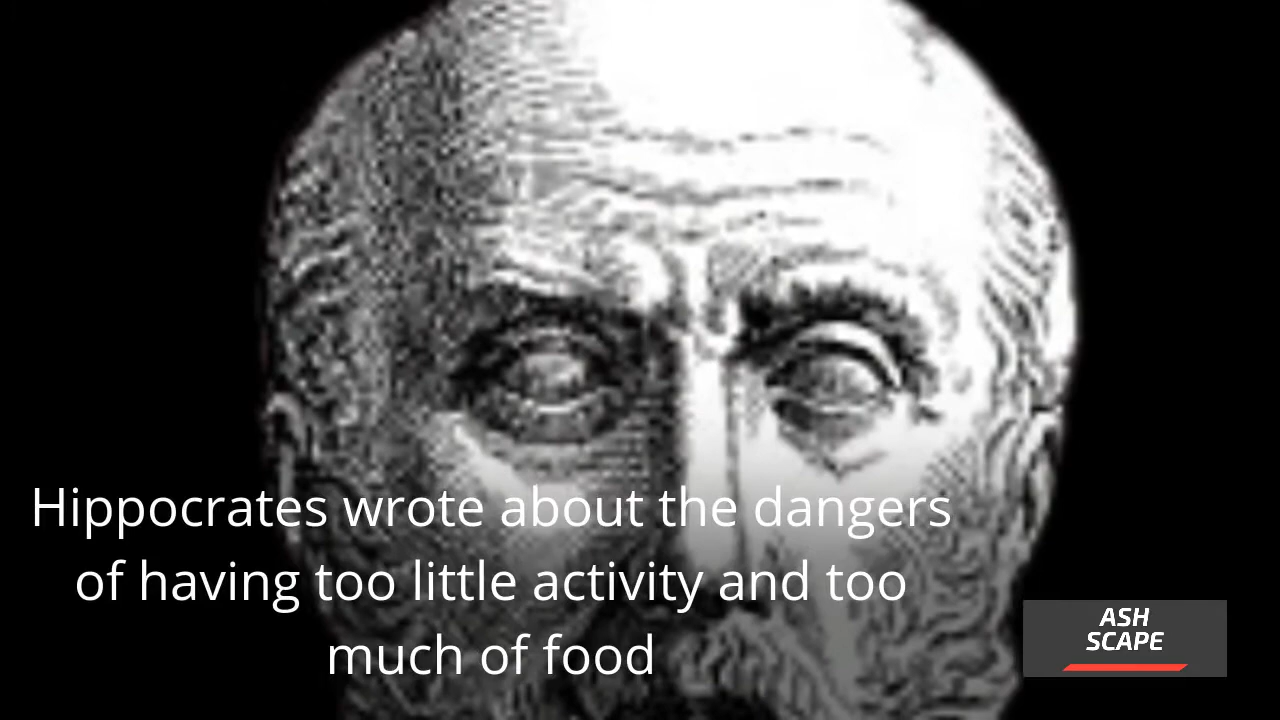 Hippocrates wrote about the dangers
of having too little activity and too
much of food
ASH
SCAPE